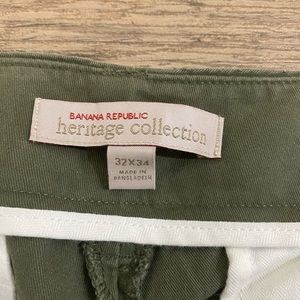 BANANA REPUBLIC
heritage collection
32X34
MADE IN
BANGLADESH